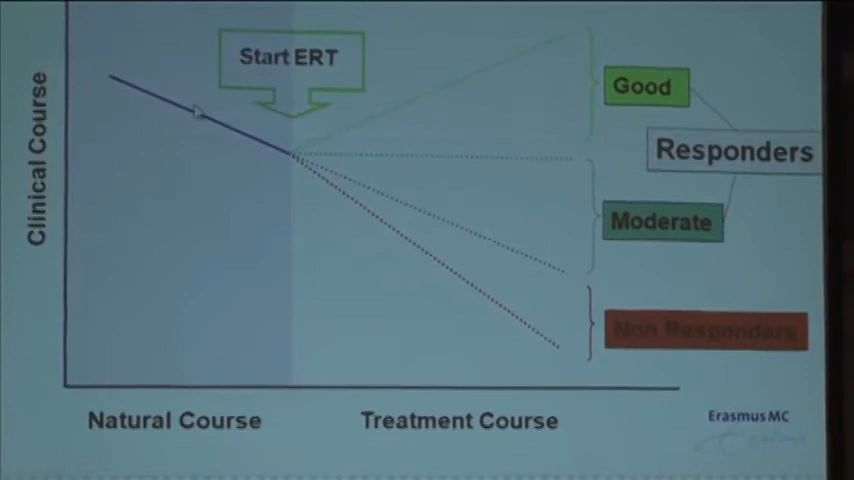 Start ERT
Good
Responders
Clinical Course
Moderate
Non Responders
Natural Course
Treatment Course
Erasmus MC